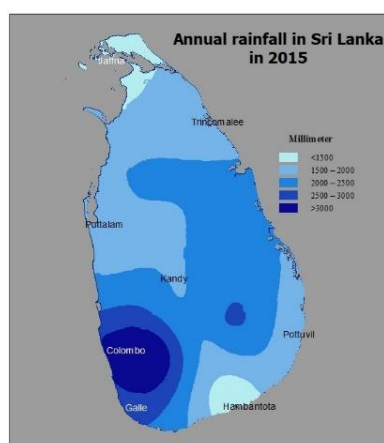 Annual rainfall in Sri Lanka
in 2015
Jaffna
Trincomalee
Millimeter
<1500
1500 – 2000
2000 – 2500
2500 – 3000
>3000
Puttalam
Kandy
Pottuvil
Colombo
Galle
Hambantota